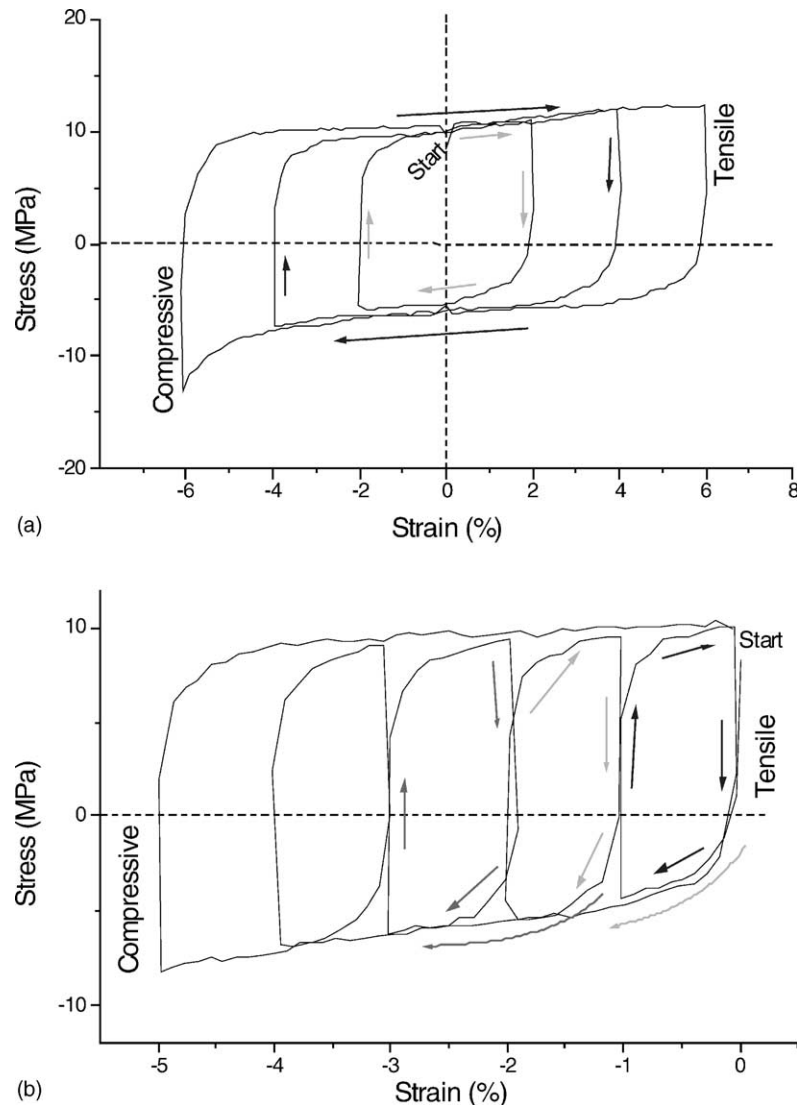 20
10
0
-10
-20
Stress (MPa)
Start
Tensile
Compressive
-6
-4
-2
0
2
4
6
8
(a)
Strain (%)
10
0
-10
Stress (MPa)
Start
Tensile
Compressive
-5
-4
-3
-2
-1
0
(b)
Strain (%)